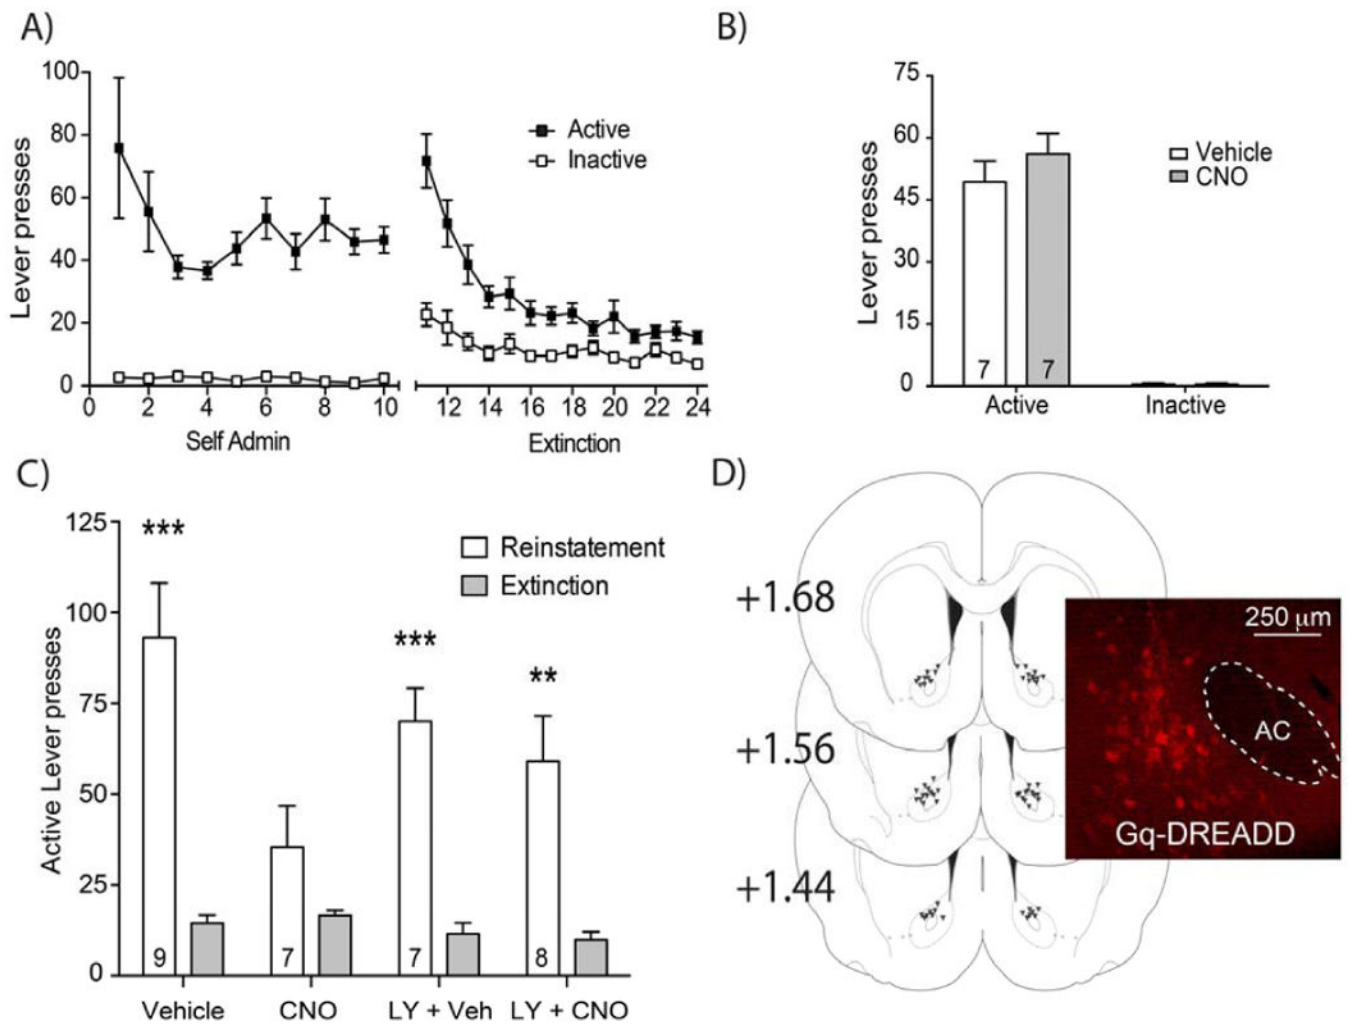 A)
100
80
60
40
20
0
Lever presses
Active
Inactive
0 2 4 6 8 10 12 14 16 18 20 22 24
Self Admin Extinction
B)
75
60
45
30
15
0
Lever presses
Vehicle
CNO
7 7
Active Inactive
C)
125
100
75
50
25
0
Active Lever presses
Reinstatement
Extinction
*** *** **
9 7 7 8
Vehicle CNO LY + Veh LY + CNO
D)
+1.68
+1.56
+1.44
250 μm
AC
Gq-DREADD